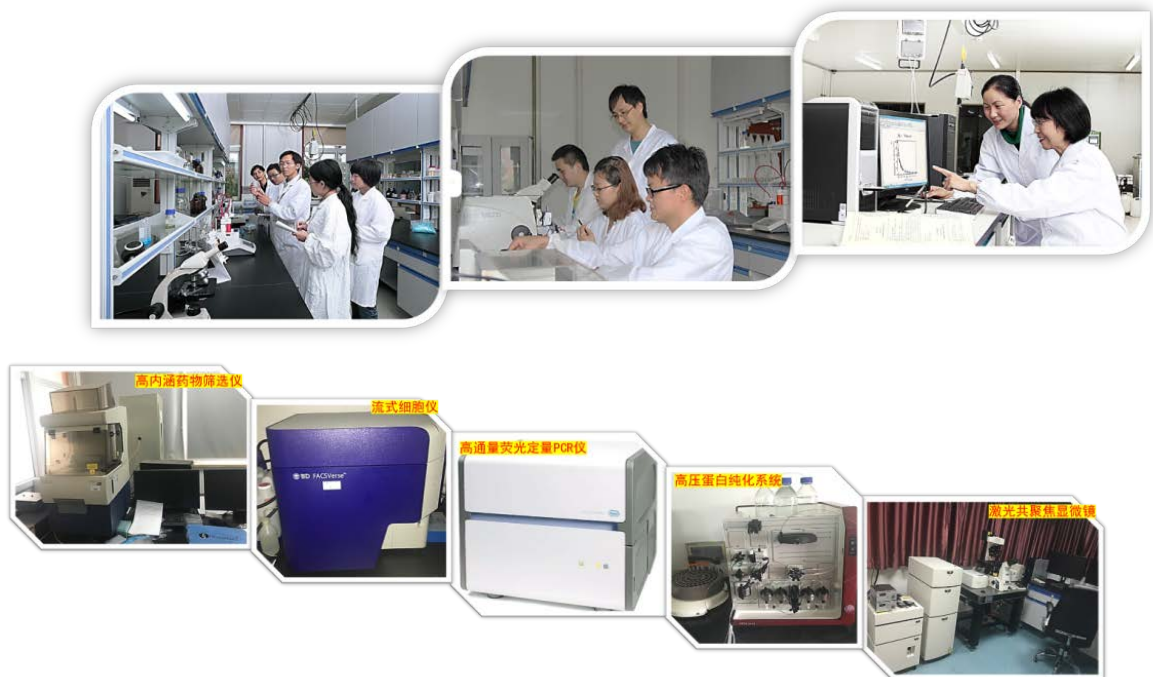 高内涵药物筛选仪
流式细胞仪
BD FACSVerse™
高通量荧光定量PCR仪
高压蛋白纯化系统
激光共聚焦显微镜